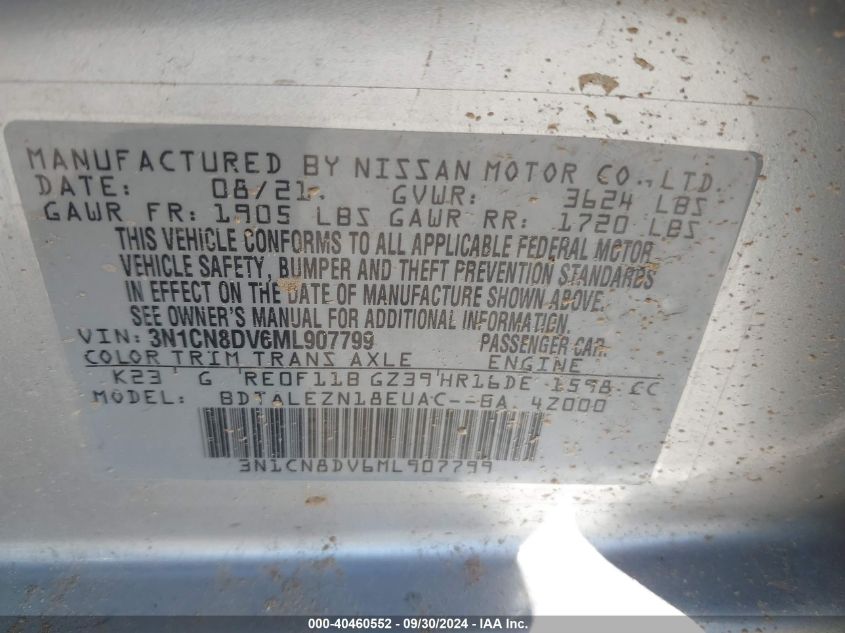 MANUFACTURED BY NISSAN MOTOR CO., LTD.
DATE: 08/21. GVWR: 3624 LBS
GAWR FR: 1905 LBS GAWR RR: 1720 LBS
THIS VEHICLE CONFORMS TO ALL APPLICABLE FEDERAL MOTOR
VEHICLE SAFETY, BUMPER AND THEFT PREVENTION STANDARDS
IN EFFECT ON THE DATE OF MANUFACTURE SHOWN ABOVE.
SEE OWNER'S MANUAL FOR ADDITIONAL INFORMATION.
VIN: 3N1CN8DV6ML907799 PASSENGER CAR
COLOR TRIM TRANS AXLE ENGINE
K23 G RE0F11B GZ39 HR16DE 1598 CC
MODEL: BDTALEZN18EUAC--BA 4Z000
3N1CN8DV6ML907799
000-40460552 - 09/30/2024 -